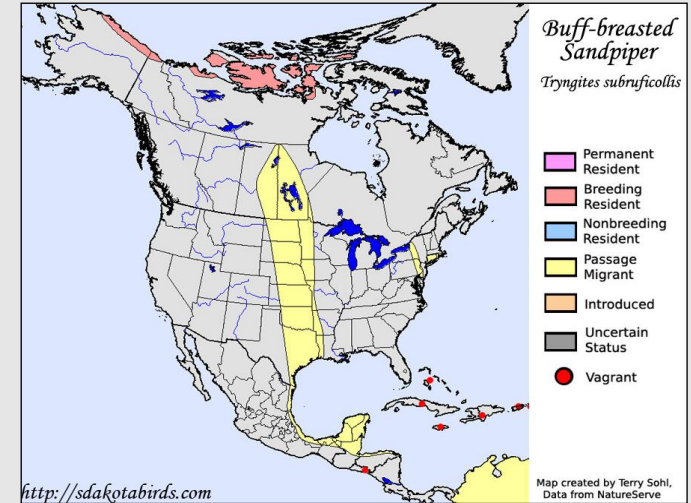 Buff-breasted
Sandpiper
Tryngites subruficollis
Permanent
Resident
Breeding
Resident
Nonbreeding
Resident
Passage
Migrant
Introduced
Uncertain
Status
Vagrant
http://sdakotabirds.com
Map created by Terry Sohl,
Data from NatureServe